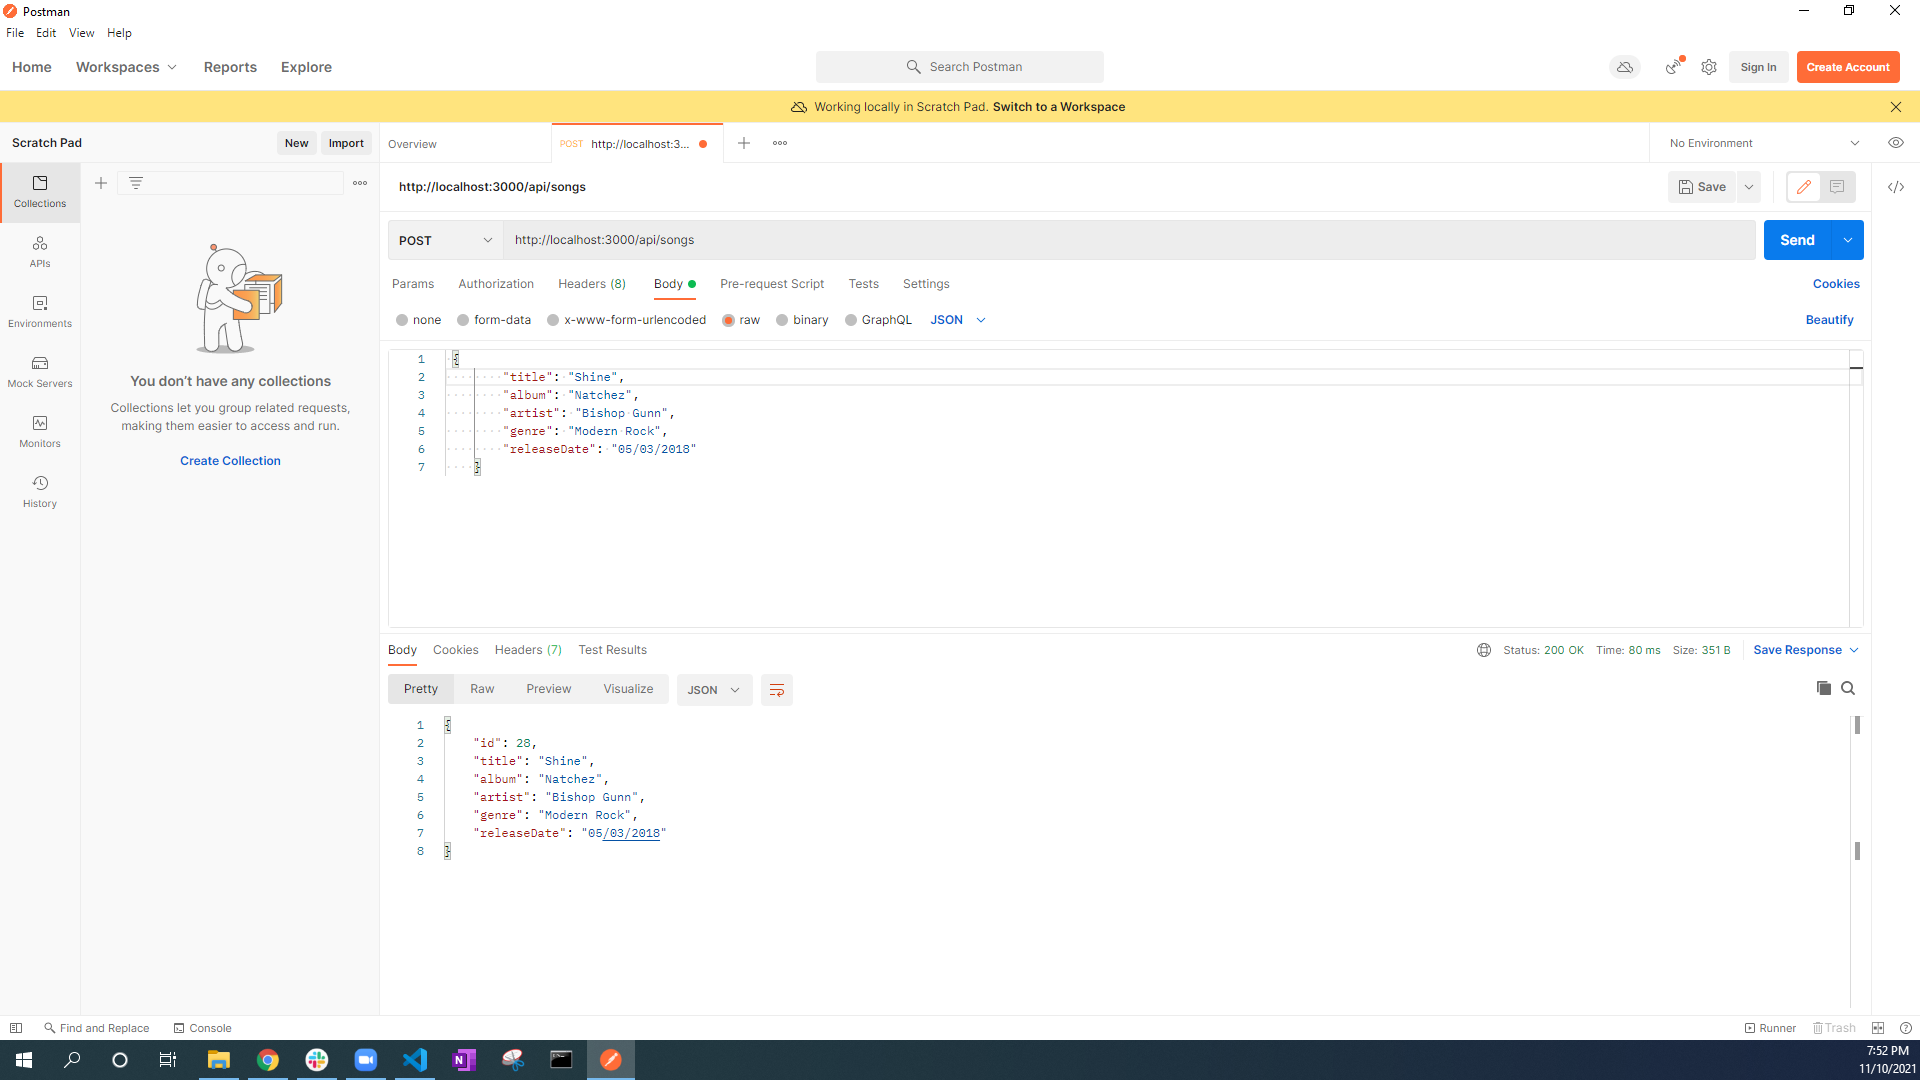 Postman
File Edit View Help
Home Workspaces Reports Explore
Search Postman
Sign In Create Account
Working locally in Scratch Pad. Switch to a Workspace
Scratch Pad New Import
Overview POST http://localhost:3... No Environment
Collections
APIs
Environments
Mock Servers
Monitors
History
You don't have any collections
Collections let you group related requests,
making them easier to access and run.
Create Collection
http://localhost:3000/api/songs Save
POST http://localhost:3000/api/songs Send
Params Authorization Headers (8) Body Pre-request Script Tests Settings Cookies
none form-data x-www-form-urlencoded raw binary GraphQL JSON Beautify
1 {
2 "title": "Shine",
3 "album": "Natchez",
4 "artist": "Bishop Gunn",
5 "genre": "Modern Rock",
6 "releaseDate": "05/03/2018"
7 }
Body Cookies Headers (7) Test Results Status: 200 OK Time: 80 ms Size: 351 B Save Response
Pretty Raw Preview Visualize JSON
1 {
2 "id": 28,
3 "title": "Shine",
4 "album": "Natchez",
5 "artist": "Bishop Gunn",
6 "genre": "Modern Rock",
7 "releaseDate": "05/03/2018"
8 }
Find and Replace Console Runner Trash
7:52 PM
11/10/2021